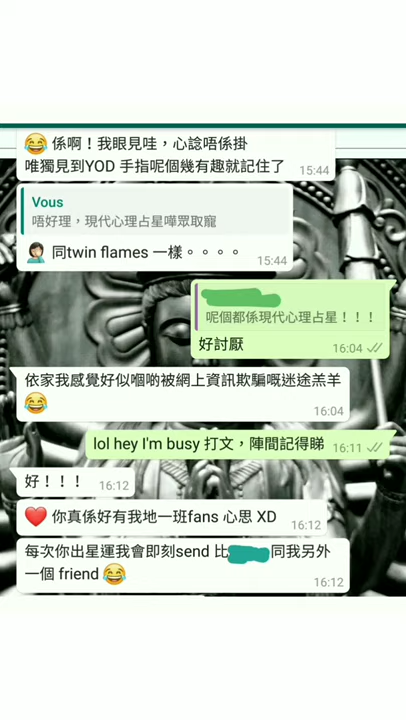 😂 係啊！我眼見哇，心諗唔係掛
唯獨見到YOD 手指呢個幾有趣就記住了
15:44
Vous
唔好理，現代心理占星嘩眾取寵
🤦🏻‍♀️ 同twin flames 一樣。。。。
15:44
呢個都係現代心理占星！！！
好討厭
16:04
依家我感覺好似嗰啲被網上資訊欺騙嘅迷途羔羊
😂
16:04
lol hey I'm busy 打文，陣間記得睇
16:11
好！！！
16:12
❤️ 你真係好有我地一班fans 心思 XD
16:12
每次你出星運我會即刻send 比
同我另外
一個 friend 😂
16:12